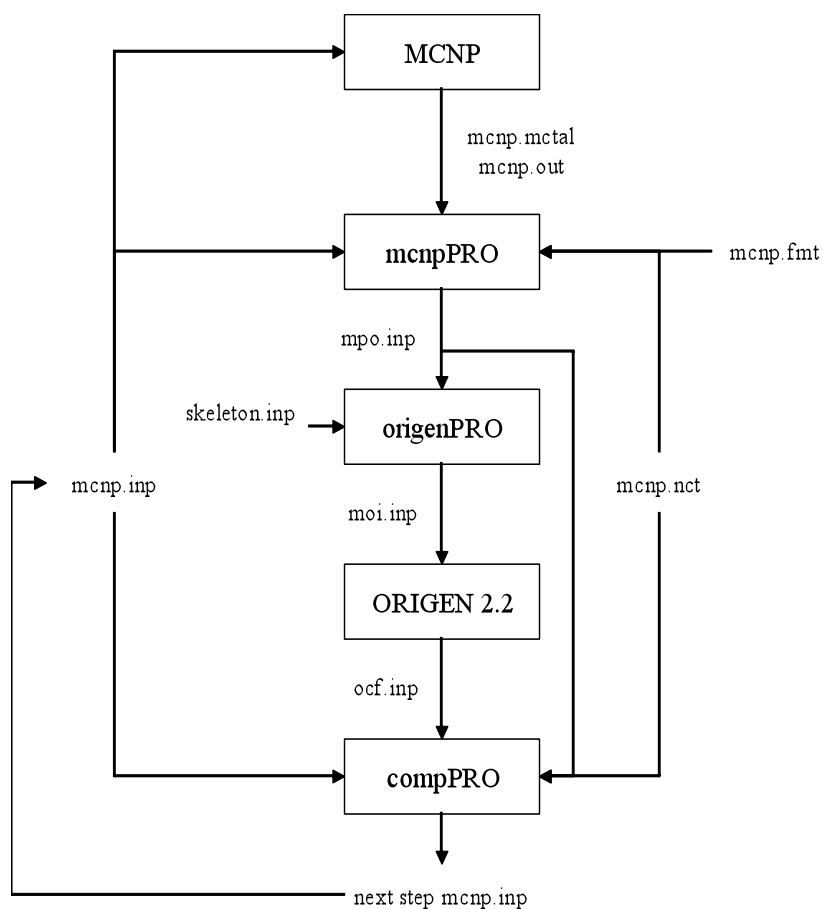 MCNP
mcnp.mctal
mcnp.out
mcnpPRO
mcnp.fmt
mpo.inp
skeleton.inp
origenPRO
mcnp.inp
mcnp.nct
moi.inp
ORIGEN 2.2
ocf.inp
compPRO
next step mcnp.inp